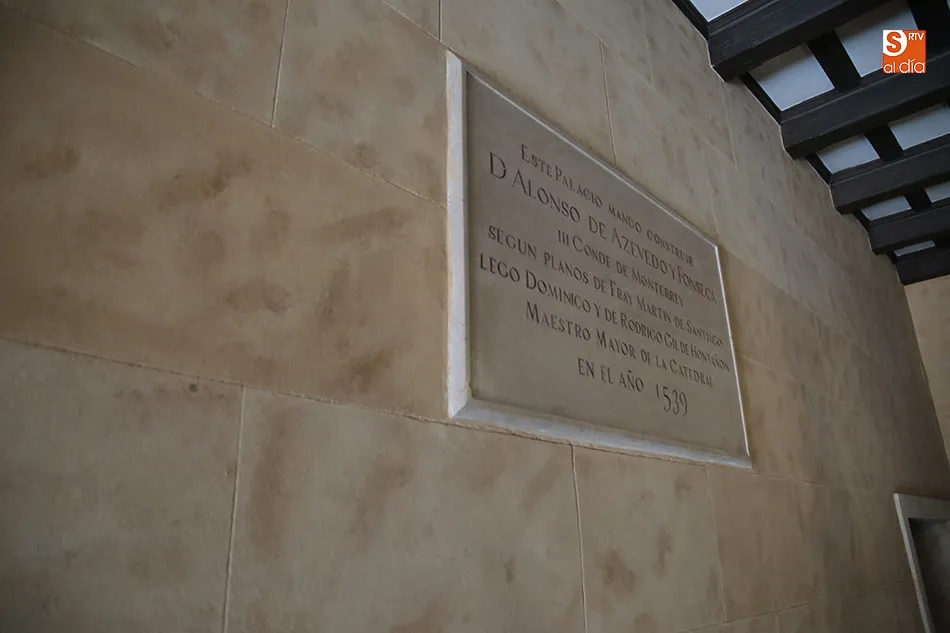 S RTV
al día
ESTE PALACIO MANDO CONSTRUIR
D ALONSO DE AZEVEDO Y FONSECA
III CONDE DE MONTERREY
SEGUN PLANOS DE FRAY MARTIN DE SANTIAGO
LEGO DOMINICO Y DE RODRIGO GIL DE HONTAÑON
MAESTRO MAYOR DE LA CATEDRAL
EN EL AÑO 1539